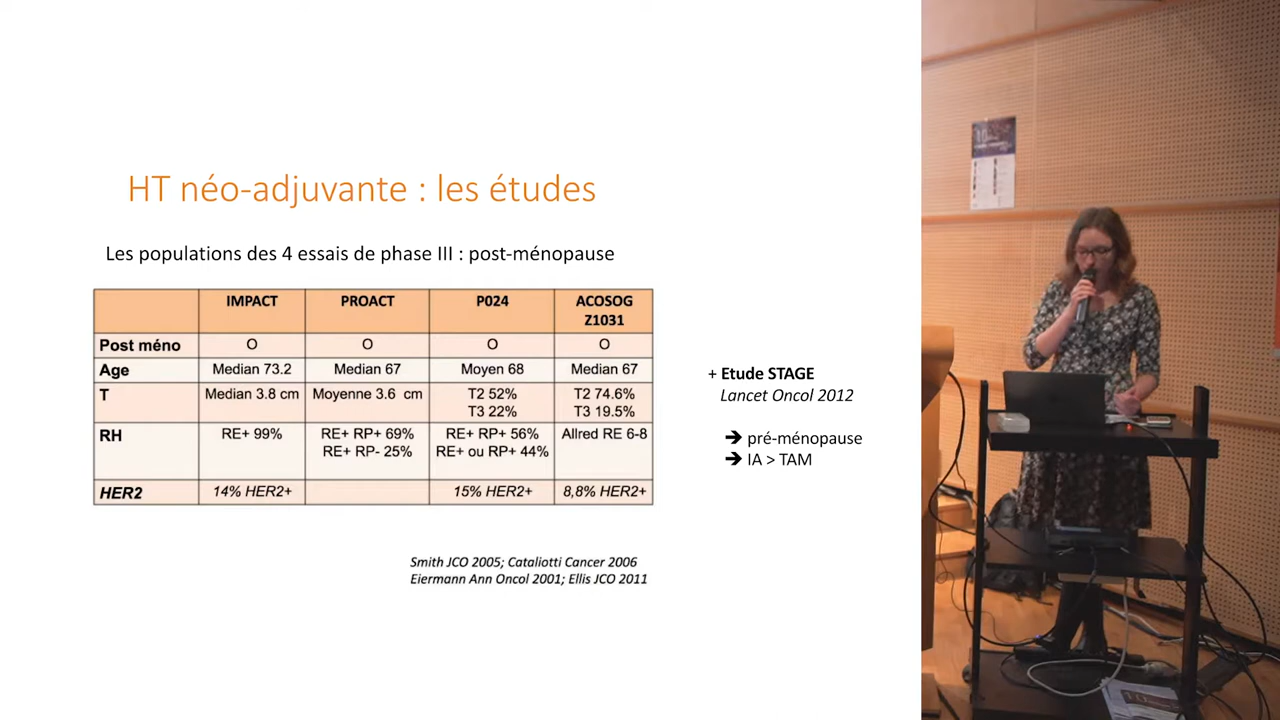 HT néo-adjuvante : les études
Les populations des 4 essais de phase III : post-ménopause
IMPACT PROACT P024 ACOSOG Z1031
Post méno O O O O
Age Median 73.2 Median 67 Moyen 68 Median 67
T Median 3.8 cm Moyenne 3.6 cm T2 52% T2 74.6%
T3 22% T3 19.5%
RH RE+ 99% RE+ RP+ 69% RE+ RP+ 56% Allred RE 6-8
RE+ RP- 25% RE+ ou RP+ 44%
HER2 14% HER2+ 15% HER2+ 8,8% HER2+
Smith JCO 2005; Cataliotti Cancer 2006
Eiermann Ann Oncol 2001; Ellis JCO 2011
+ Etude STAGE
Lancet Oncol 2012
➔ pré-ménopause
➔ IA > TAM